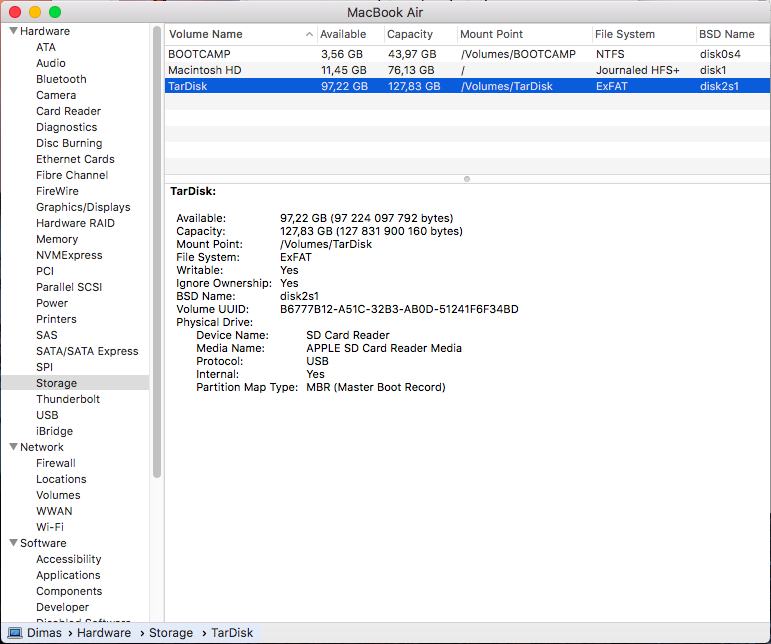 MacBook Air
Hardware
ATA
Audio
Bluetooth
Camera
Card Reader
Diagnostics
Disc Burning
Ethernet Cards
Fibre Channel
FireWire
Graphics/Displays
Hardware RAID
Memory
NVMExpress
PCI
Parallel SCSI
Power
Printers
SAS
SATA/SATA Express
SPI
Storage
Thunderbolt
USB
iBridge
Network
Firewall
Locations
Volumes
WWAN
Wi-Fi
Software
Accessibility
Applications
Components
Developer
Disabled Software
Volume Name Available Capacity Mount Point File System BSD Name
BOOTCAMP 3,56 GB 43,97 GB /Volumes/BOOTCAMP NTFS disk0s4
Macintosh HD 11,45 GB 76,13 GB / Journaled HFS+ disk1
TarDisk 97,22 GB 127,83 GB /Volumes/TarDisk ExFAT disk2s1
TarDisk:
Available: 97,22 GB (97 224 097 792 bytes)
Capacity: 127,83 GB (127 831 900 160 bytes)
Mount Point: /Volumes/TarDisk
File System: ExFAT
Writable: Yes
Ignore Ownership: Yes
BSD Name: disk2s1
Volume UUID: B6777B12-A51C-32B3-AB0D-51241F6F34BD
Physical Drive:
Device Name: SD Card Reader
Media Name: APPLE SD Card Reader Media
Protocol: USB
Internal: Yes
Partition Map Type: MBR (Master Boot Record)
Dimas › Hardware › Storage › TarDisk